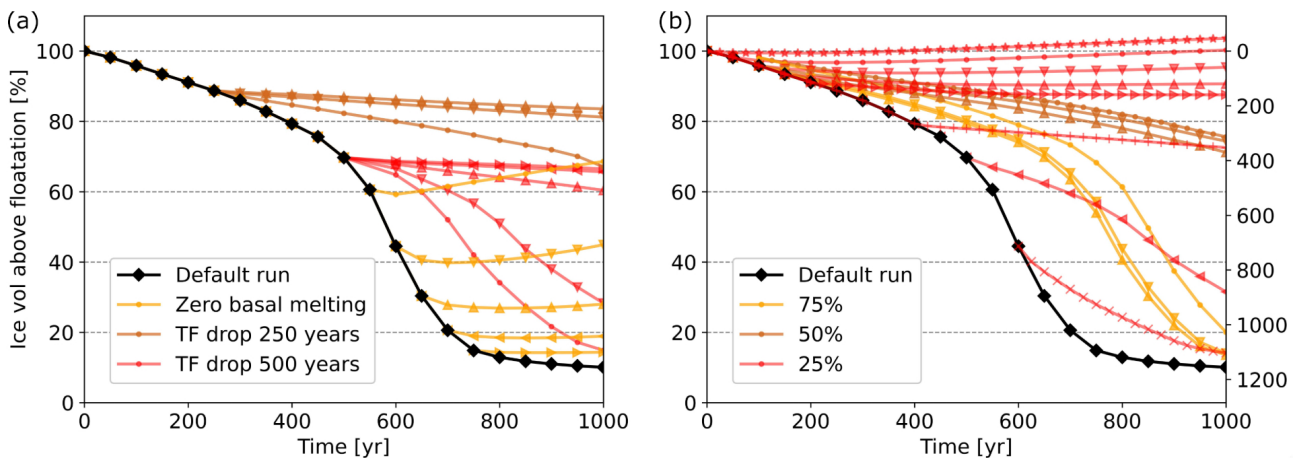 (a)
Ice vol above floatation [%]
100
80
60
40
20
0
0 200 400 600 800 1000
Time [yr]
Default run
Zero basal melting
TF drop 250 years
TF drop 500 years
(b)
100
80
60
40
20
0
0 200 400 600 800 1000
Time [yr]
Default run
75%
50%
25%
0
200
400
600
800
1000
1200